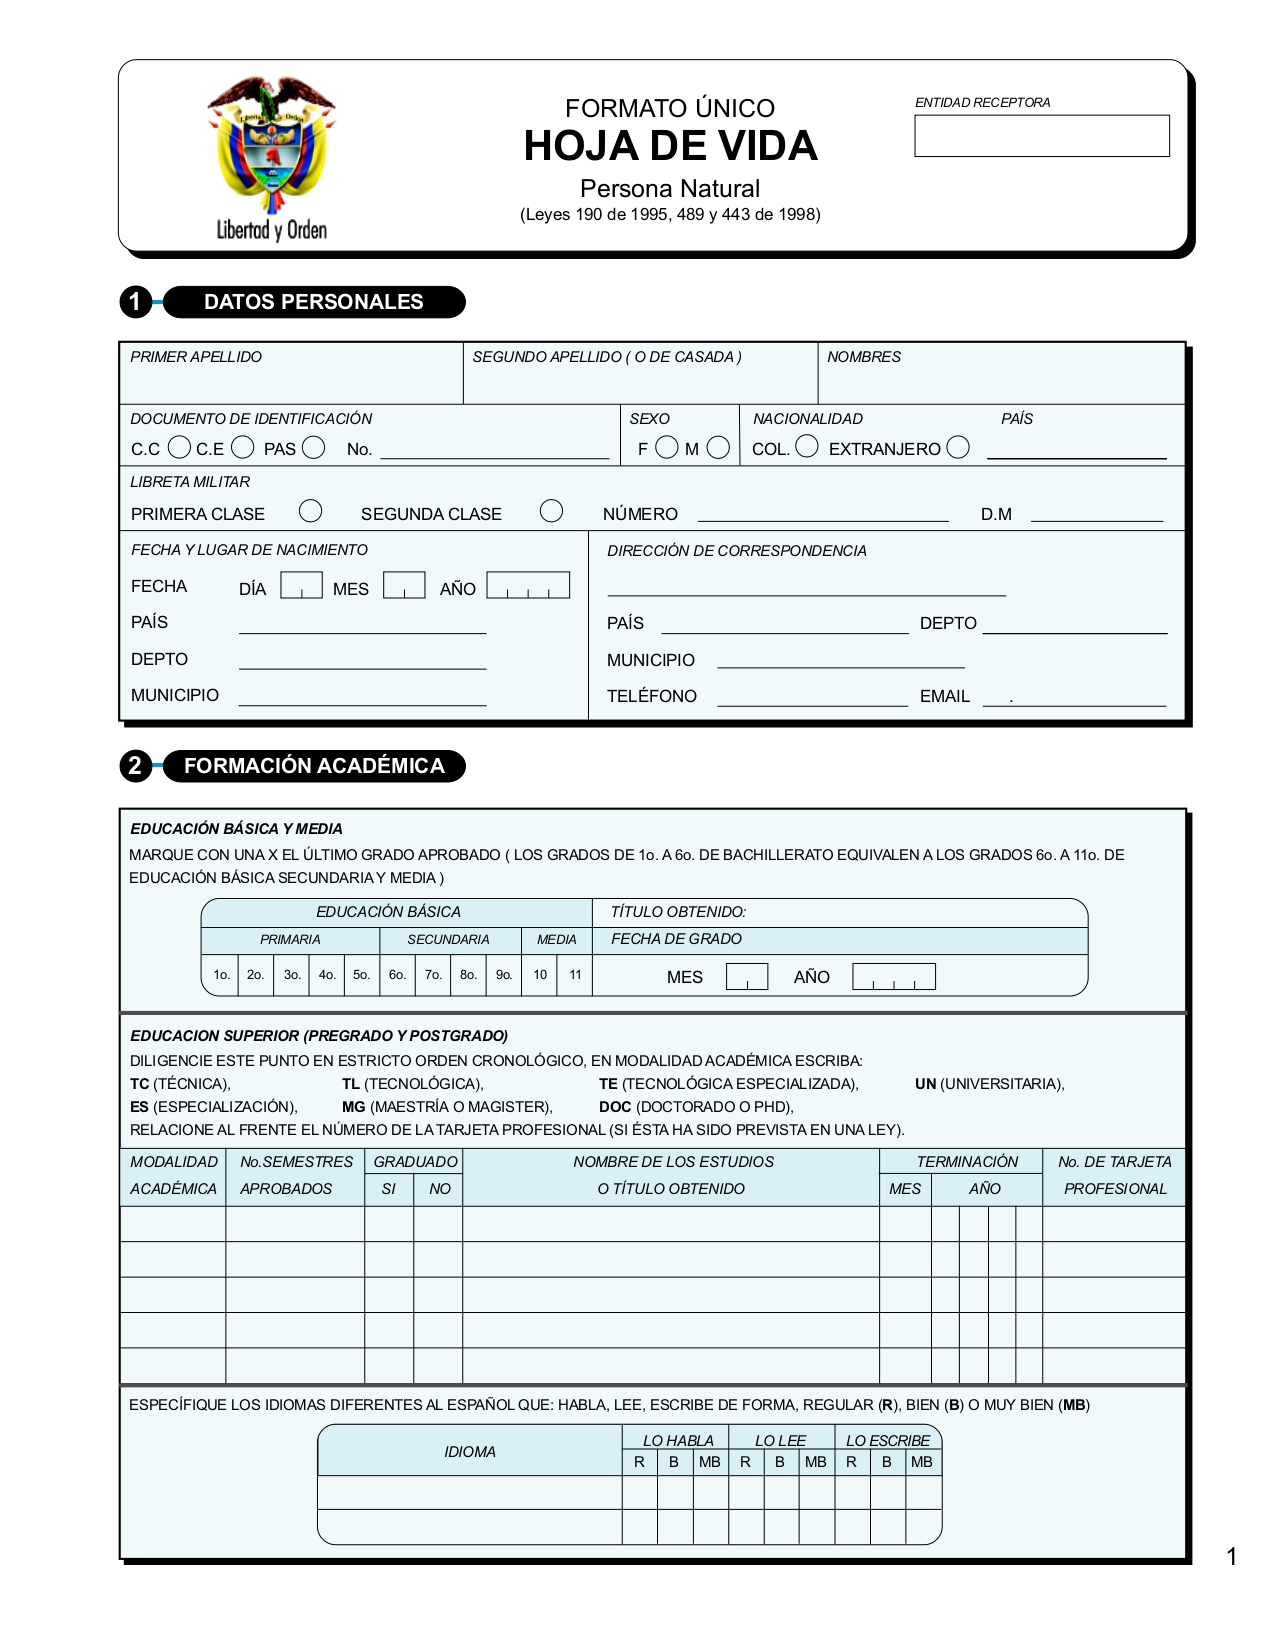 Libertad y Orden
Libertad y Orden
FORMATO ÚNICO
HOJA DE VIDA
Persona Natural
(Leyes 190 de 1995, 489 y 443 de 1998)
ENTIDAD RECEPTORA
1 DATOS PERSONALES
PRIMER APELLIDO SEGUNDO APELLIDO ( O DE CASADA ) NOMBRES
DOCUMENTO DE IDENTIFICACIÓN SEXO NACIONALIDAD PAÍS
C.C C.E PAS No. F M COL. EXTRANJERO
LIBRETA MILITAR
PRIMERA CLASE SEGUNDA CLASE NÚMERO D.M
FECHA Y LUGAR DE NACIMIENTO
FECHA DÍA MES AÑO
PAÍS
DEPTO
MUNICIPIO
DIRECCIÓN DE CORRESPONDENCIA
PAÍS DEPTO
MUNICIPIO
TELÉFONO EMAIL .
2 FORMACIÓN ACADÉMICA
EDUCACIÓN BÁSICA Y MEDIA
MARQUE CON UNA X EL ÚLTIMO GRADO APROBADO ( LOS GRADOS DE 1o. A 6o. DE BACHILLERATO EQUIVALEN A LOS GRADOS 6o. A 11o. DE
EDUCACIÓN BÁSICA SECUNDARIA Y MEDIA )
EDUCACIÓN BÁSICA TÍTULO OBTENIDO:
PRIMARIA SECUNDARIA MEDIA FECHA DE GRADO
1o. 2o. 3o. 4o. 5o. 6o. 7o. 8o. 9o. 10 11 MES AÑO
EDUCACION SUPERIOR (PREGRADO Y POSTGRADO)
DILIGENCIE ESTE PUNTO EN ESTRICTO ORDEN CRONOLÓGICO, EN MODALIDAD ACADÉMICA ESCRIBA:
TC (TÉCNICA), TL (TECNOLÓGICA), TE (TECNOLÓGICA ESPECIALIZADA), UN (UNIVERSITARIA),
ES (ESPECIALIZACIÓN), MG (MAESTRÍA O MAGISTER), DOC (DOCTORADO O PHD),
RELACIONE AL FRENTE EL NÚMERO DE LA TARJETA PROFESIONAL (SI ÉSTA HA SIDO PREVISTA EN UNA LEY).
MODALIDAD No.SEMESTRES GRADUADO NOMBRE DE LOS ESTUDIOS TERMINACIÓN No. DE TARJETA
ACADÉMICA APROBADOS SI NO O TÍTULO OBTENIDO MES AÑO PROFESIONAL
ESPECÍFIQUE LOS IDIOMAS DIFERENTES AL ESPAÑOL QUE: HABLA, LEE, ESCRIBE DE FORMA, REGULAR (R), BIEN (B) O MUY BIEN (MB)
IDIOMA LO HABLA LO LEE LO ESCRIBE
R B MB R B MB R B MB
1